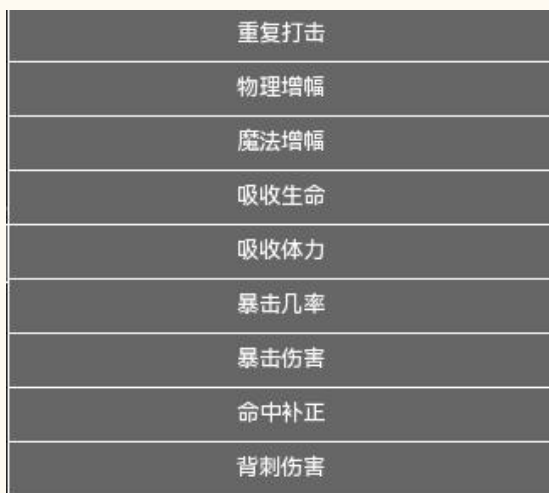 重复打击
物理增幅
魔法增幅
吸收生命
吸收体力
暴击几率
暴击伤害
命中补正
背刺伤害